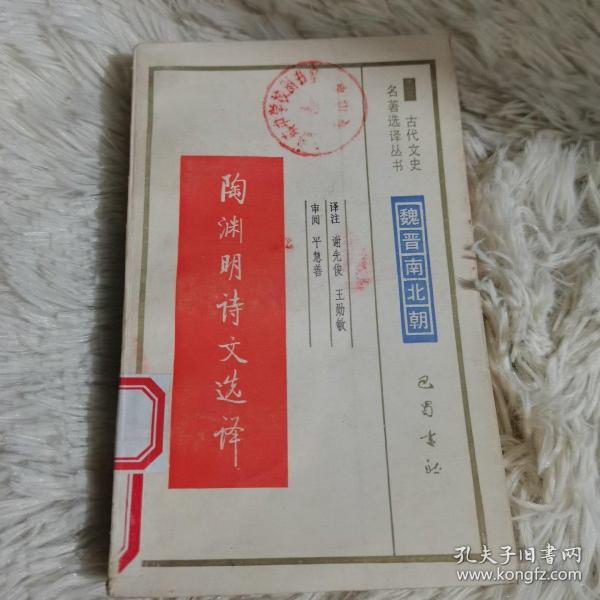 古代文史
名著选译丛书
魏晋南北朝
巴蜀书社
译注 谢先俊 王勋敏
审阅 平慧善
陶渊明诗文选译
孔夫子旧书网
www.kongfz.com